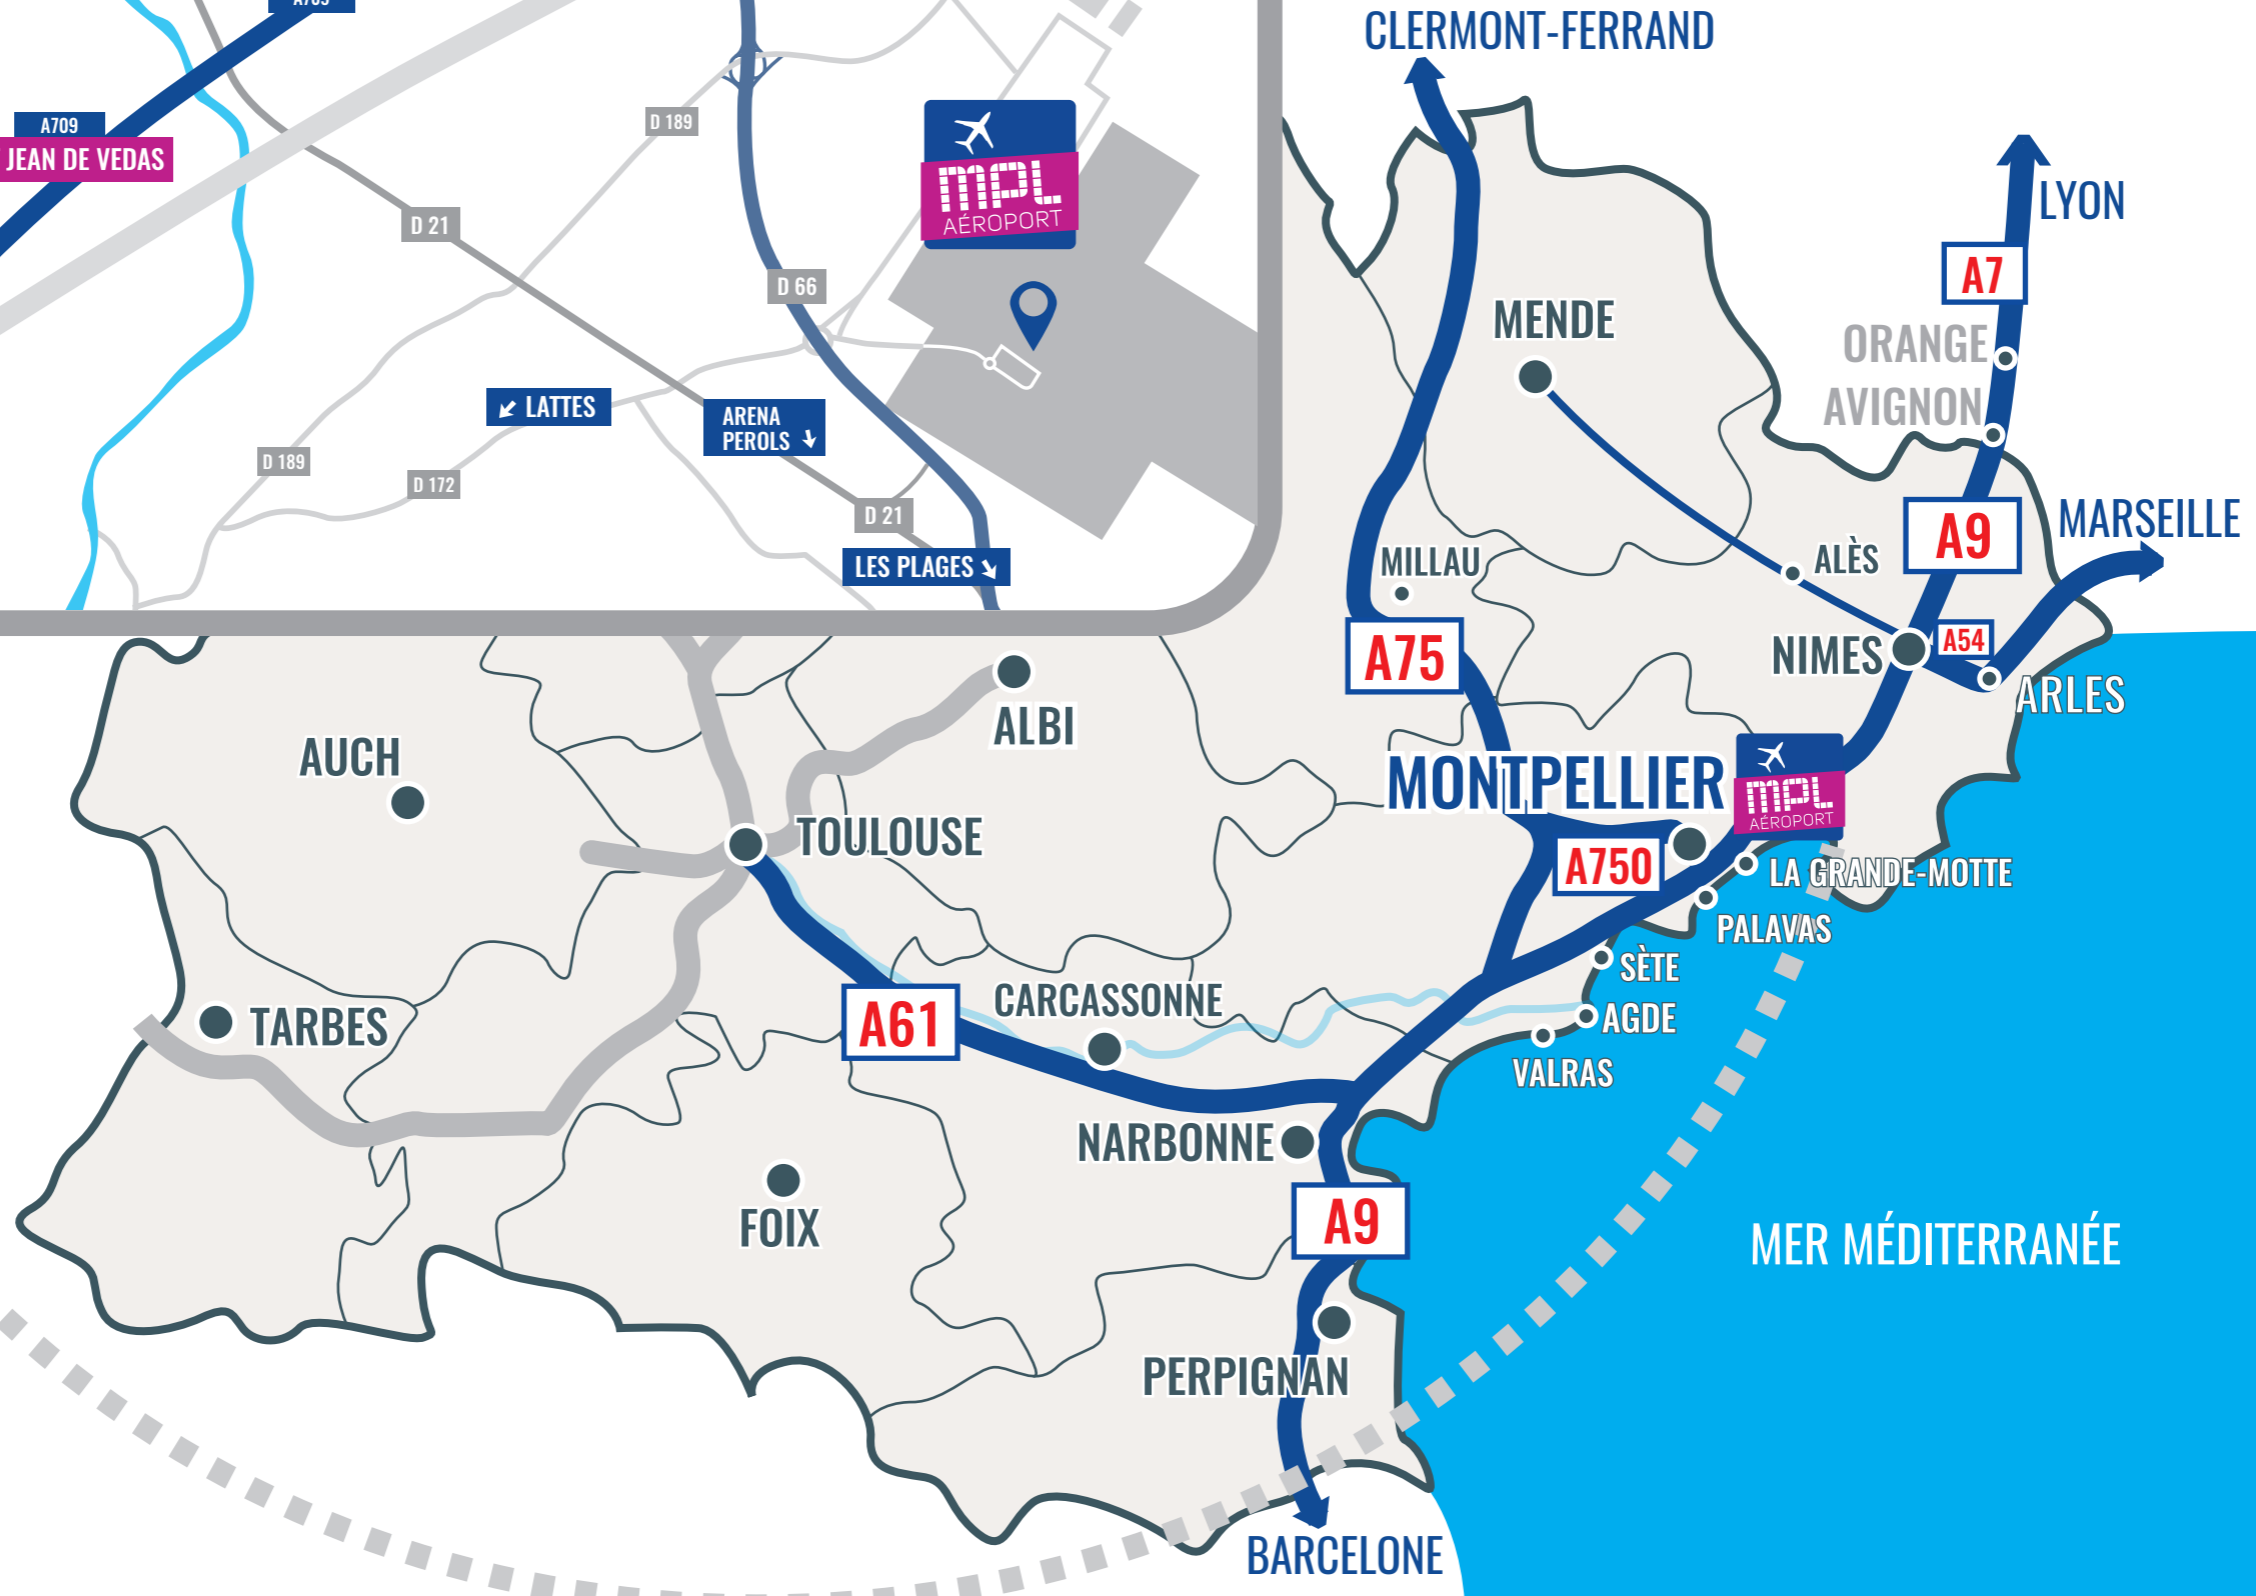 A709
JEAN DE VEDAS
D 189
D 21
D 66
MPL
AÉROPORT
LATTES
ARENA
PEROLS
D 189
D 172
D 21
LES PLAGES
CLERMONT-FERRAND
LYON
A7
MENDE
ORANGE
AVIGNON
MARSEILLE
A9
MILLAU
ALÈS
A75
NIMES
A54
ARLES
ALBI
AUCH
MONTPELLIER
MPL
AÉROPORT
TOULOUSE
A750
LA GRANDE-MOTTE
PALAVAS
SÈTE
CARCASSONNE
A61
AGDE
TARBES
VALRAS
NARBONNE
FOIX
A9
MER MÉDITERRANÉE
PERPIGNAN
BARCELONE